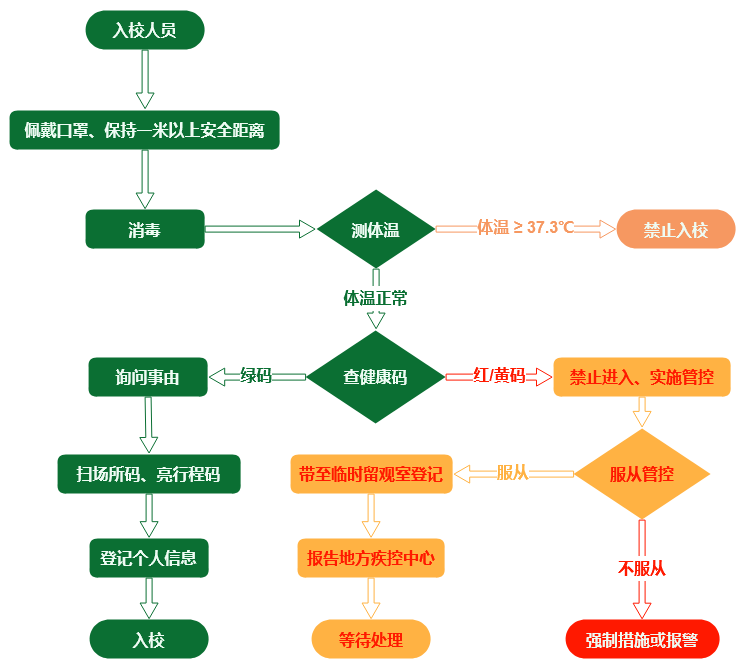 入校人员
佩戴口罩、保持一米以上安全距离
消毒
测体温
体温 ≥ 37.3℃
禁止入校
体温正常
询问事由
绿码
查健康码
红/黄码
禁止进入、实施管控
扫场所码、亮行程码
带至临时留观室登记
服从
服从管控
登记个人信息
报告地方疾控中心
不服从
入校
等待处理
强制措施或报警